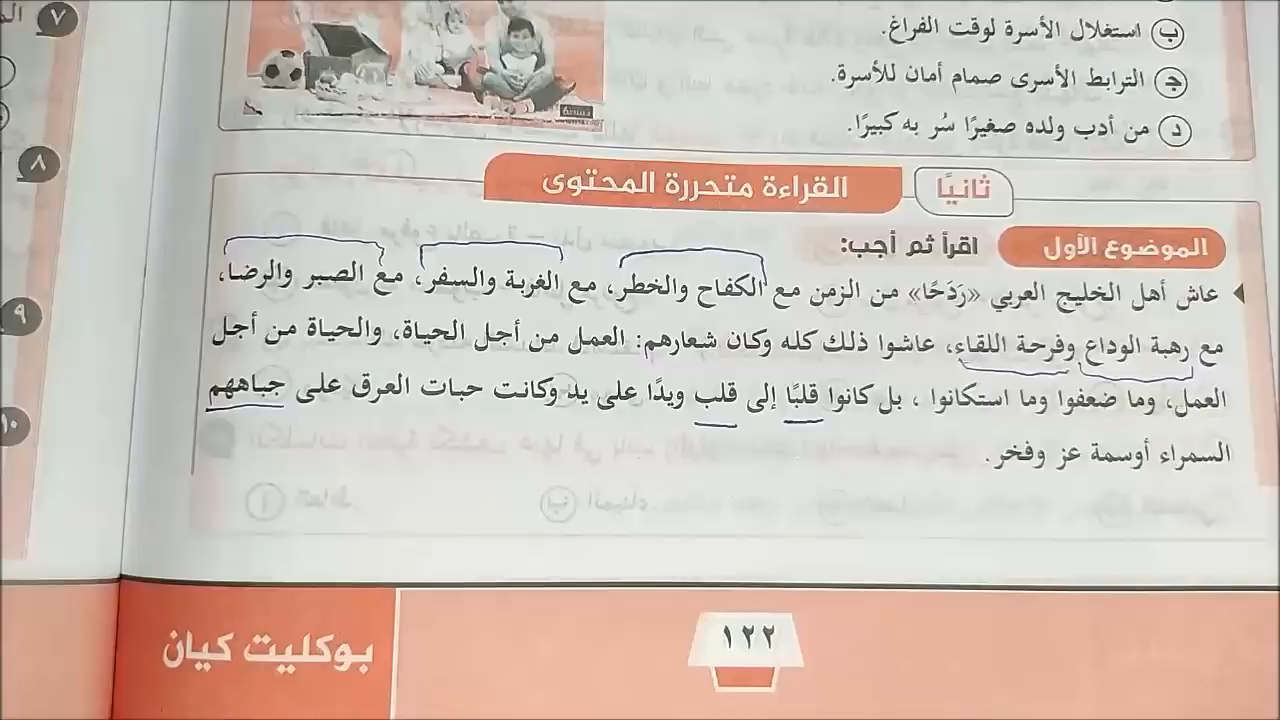 ب استغلال الأسرة لوقت الفراغ.
ج الترابط الأسرى صمام أمان للأسرة.
د من أدب ولده صغيرًا سُر به كبيرًا.
ثانيًا القراءة متحررة المحتوى
الموضوع الأول اقرأ ثم أجب:
عاش أهل الخليج العربي «رَدَحًا» من الزمن مع الكفاح والخطر، مع الغربة والسفر، مع الصبر والرضا،
مع رهبة الوداع وفرحة اللقاء، عاشوا ذلك كله وكان شعارهم: العمل من أجل الحياة، والحياة من أجل
العمل، وما ضعفوا وما استكانوا ، بل كانوا قلبًا إلى قلب ويدًا على يد وكانت حبات العرق على جباههم
السمراء أوسمة عز وفخر.
١٢٢
بوكليت كيان
٧
٨
٩
١٠